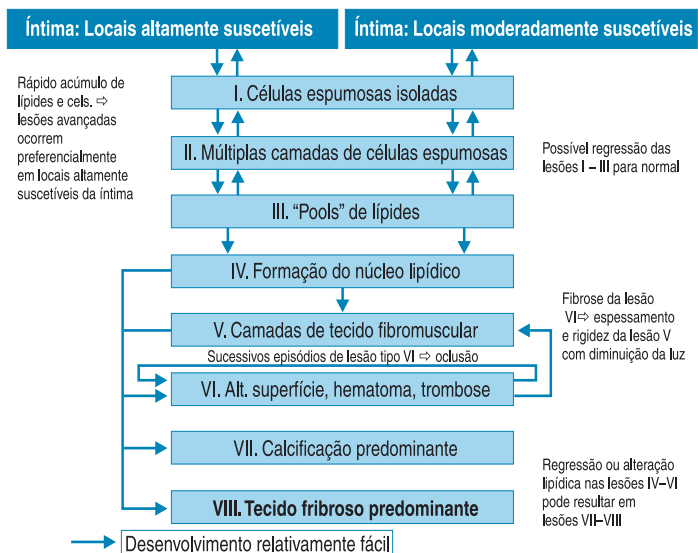 Íntima: Locais altamente suscetíveis
Íntima: Locais moderadamente suscetíveis
Rápido acúmulo de
lípides e cels. ⇨
lesões avançadas
ocorrem
preferencialmente
em locais altamente
suscetíveis da íntima
I. Células espumosas isoladas
II. Múltiplas camadas de células espumosas
Possível regressão das
lesões I – III para normal
III. “Pools” de lípides
IV. Formação do núcleo lipídico
V. Camadas de tecido fibromuscular
Fibrose da lesão
VI⇨ espessamento
e rigidez da lesão V
com diminuição da luz
Sucessivos episódios de lesão tipo VI ⇨ oclusão
VI. Alt. superfície, hematoma, trombose
VII. Calcificação predominante
Regressão ou alteração
lipídica nas lesões IV–VI
pode resultar em
lesões VII–VIII
VIII. Tecido fribroso predominante
Desenvolvimento relativamente fácil